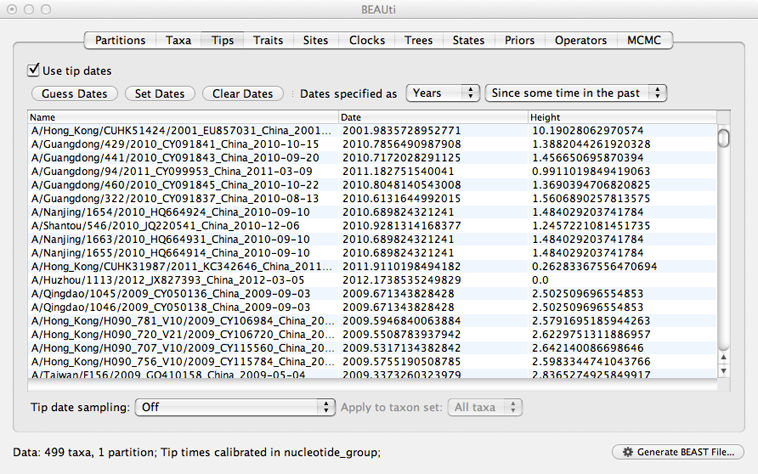 BEAUti
Partitions Taxa Tips Traits Sites Clocks Trees States Priors Operators MCMC
Use tip dates
Guess Dates Set Dates Clear Dates : Dates specified as Years Since some time in the past
Name Date Height
A/Hong_Kong/CUHK51424/2001_EU857031_China_2001... 2001.9835728952771 10.19028062970574
A/Guangdong/429/2010_CY091841_China_2010-10-15 2010.7856490987908 1.3882044261920328
A/Guangdong/441/2010_CY091843_China_2010-09-20 2010.7172028291125 1.456650695870394
A/Guangdong/94/2011_CY099953_China_2011-03-09 2011.182751540041 0.9911019849419063
A/Guangdong/460/2010_CY091845_China_2010-10-22 2010.8048140543008 1.3690394706820825
A/Guangdong/322/2010_CY091837_China_2010-08-13 2010.6131644992015 1.5606890257813575
A/Nanjing/1654/2010_HQ664924_China_2010-09-10 2010.689824321241 1.484029203741784
A/Shantou/546/2010_JQ220541_China_2010-12-06 2010.9281314168377 1.2457221081451735
A/Nanjing/1663/2010_HQ664931_China_2010-09-10 2010.689824321241 1.484029203741784
A/Nanjing/1655/2010_HQ664914_China_2010-09-10 2010.689824321241 1.484029203741784
A/Hong_Kong/CUHK31987/2011_KC342646_China_2011... 2011.9110198494182 0.26283367556470694
A/Huzhou/1113/2012_JX827393_China_2012-03-05 2012.1738535249829 0.0
A/Qingdao/1045/2009_CY050136_China_2009-09-03 2009.671343828428 2.502509696554853
A/Qingdao/1046/2009_CY050138_China_2009-09-03 2009.671343828428 2.502509696554853
A/Hong_Kong/H090_781_V10/2009_CY106984_China_20... 2009.5946840063884 2.5791695185944263
A/Hong_Kong/H090_720_V21/2009_CY106720_China_20... 2009.5508783937942 2.6229751311886957
A/Hong_Kong/H090_707_V10/2009_CY115560_China_20... 2009.5317134382842 2.64214008669864​6
A/Hong_Kong/H090_756_V10/2009_CY115784_China_20... 2009.5755190508785 2.5983344741043766
A/Taiwan/F156/2009_GQ410158_China_2009-05-04 2009.3373260323979 2.8365274925849917
Tip date sampling: Off Apply to taxon set: All taxa
Data: 499 taxa, 1 partition; Tip times calibrated in nucleotide_group; Generate BEAST File...